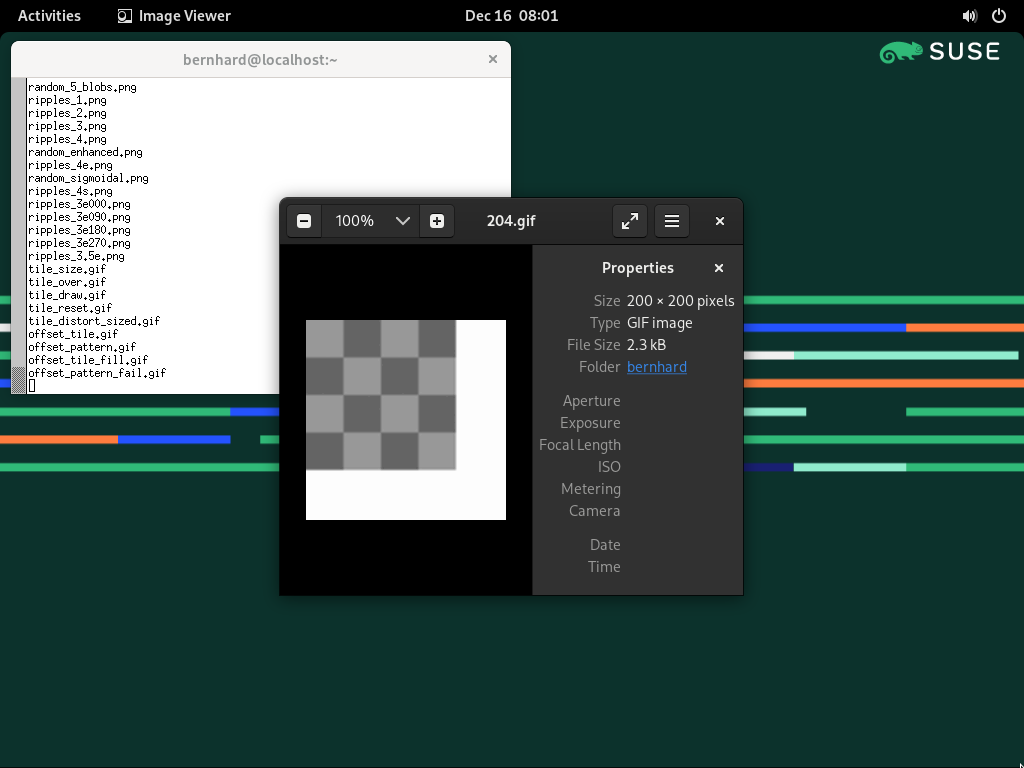 Activities
Image Viewer
Dec 16 08:01
bernhard@localhost:~
SUSE
random_5_blobs.png
ripples_1.png
ripples_2.png
ripples_3.png
ripples_4.png
random_enhanced.png
ripples_4e.png
random_sigmoidal.png
ripples_4s.png
ripples_3e000.png
ripples_3e090.png
ripples_3e180.png
ripples_3e270.png
ripples_3.5e.png
tile_size.gif
tile_over.gif
tile_draw.gif
tile_reset.gif
tile_distort_sized.gif
offset_tile.gif
offset_pattern.gif
offset_tile_fill.gif
offset_pattern_fail.gif
100%
204.gif
Properties
Size 200 × 200 pixels
Type GIF image
File Size 2.3 kB
Folder bernhard
Aperture
Exposure
Focal Length
ISO
Metering
Camera
Date
Time